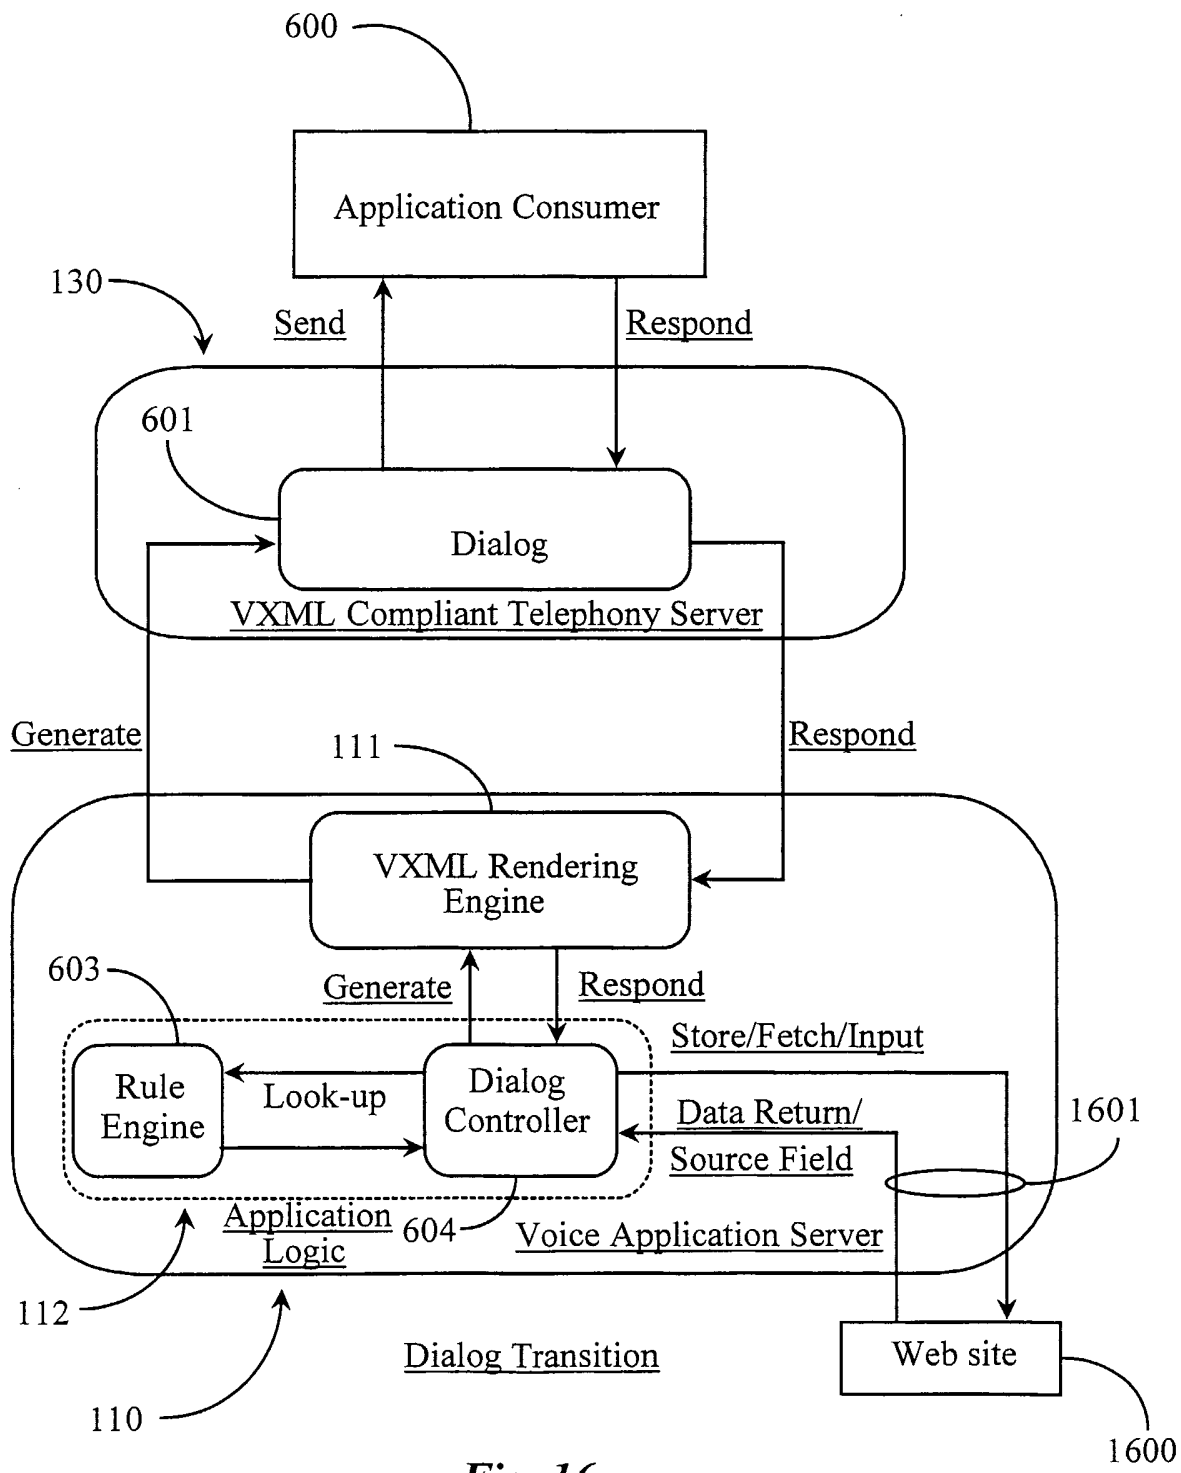 600
Application Consumer
130
Send
Respond
601
Dialog
VXML Compliant Telephony Server
Generate
Respond
111
VXML Rendering
Engine
603
Generate
Respond
Store/Fetch/Input
Rule
Engine
Look-up
Dialog
Controller
Data Return/
Source Field
1601
Application
Logic
604
Voice Application Server
112
Dialog Transition
Web site
110
1600
Fig. 16